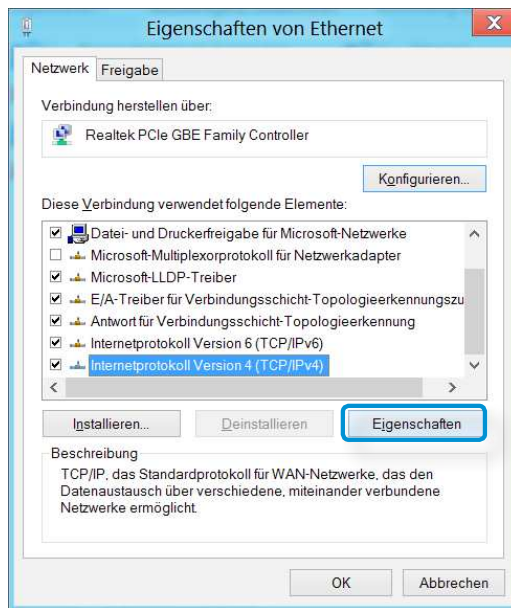 Eigenschaften von Ethernet
Netzwerk
Freigabe
Verbindung herstellen über:
Realtek PCIe GBE Family Controller
Konfigurieren...
Diese Verbindung verwendet folgende Elemente:
Datei- und Druckerfreigabe für Microsoft-Netzwerke
Microsoft-Multiplexorprotokoll für Netzwerkadapter
Microsoft-LLDP-Treiber
E/A-Treiber für Verbindungsschicht-Topologieerkennungszu
Antwort für Verbindungsschicht-Topologieerkennung
Internetprotokoll Version 6 (TCP/IPv6)
Internetprotokoll Version 4 (TCP/IPv4)
Installieren...
Deinstallieren
Eigenschaften
Beschreibung
TCP/IP, das Standardprotokoll für WAN-Netzwerke, das den
Datenaustausch über verschiedene, miteinander verbundene
Netzwerke ermöglicht.
OK
Abbrechen